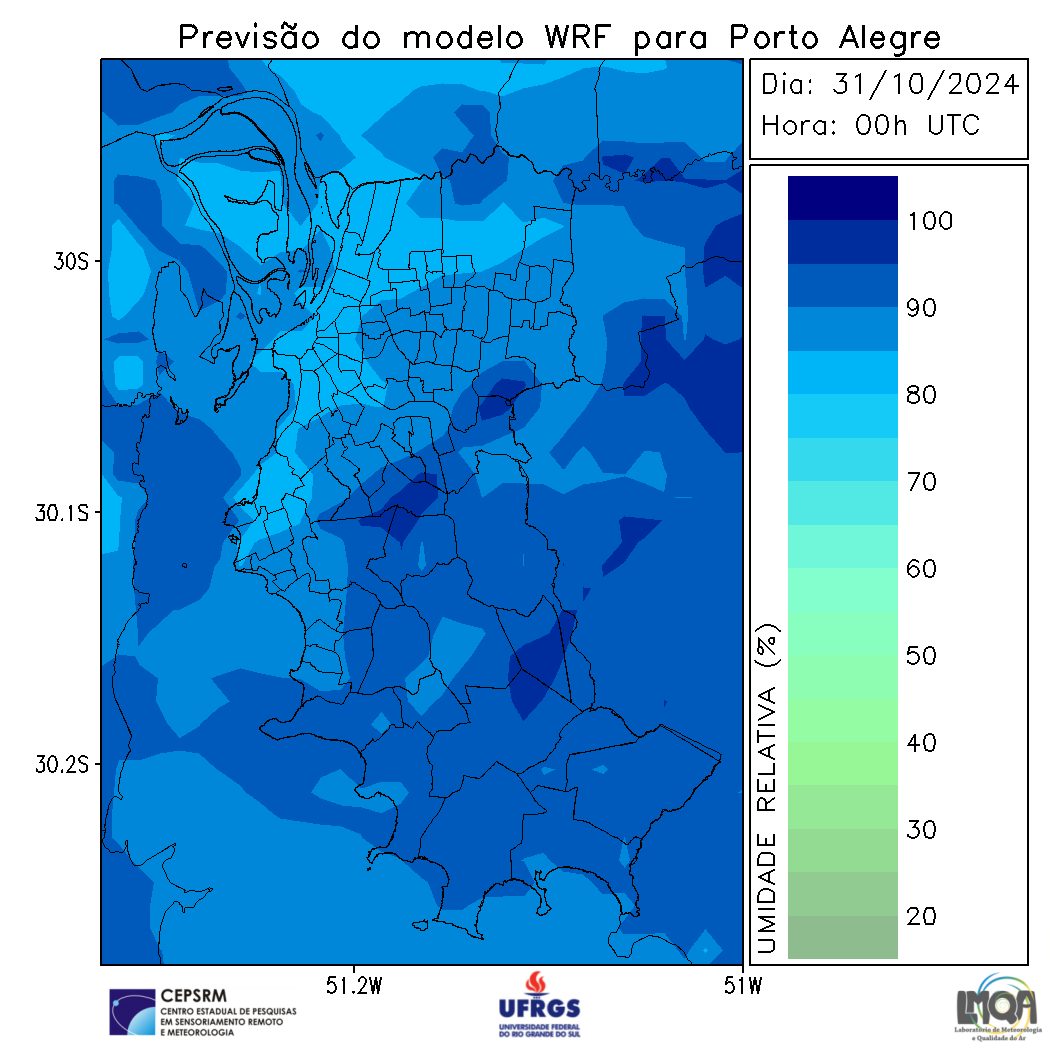 Previsão do modelo WRF para Porto Alegre
Dia: 31/10/2024
Hora: 00h UTC
30S
30.1S
30.2S
51.2W
51W
UMIDADE RELATIVA (%)
100
90
80
70
60
50
40
30
20
CEPSRM
CENTRO ESTADUAL DE PESQUISAS
EM SENSORIAMENTO REMOTO
E METEOROLOGIA
UFRGS
UNIVERSIDADE FEDERAL
DO RIO GRANDE DO SUL
LMQA
Laboratório de Meteorologia
e Qualidade do Ar